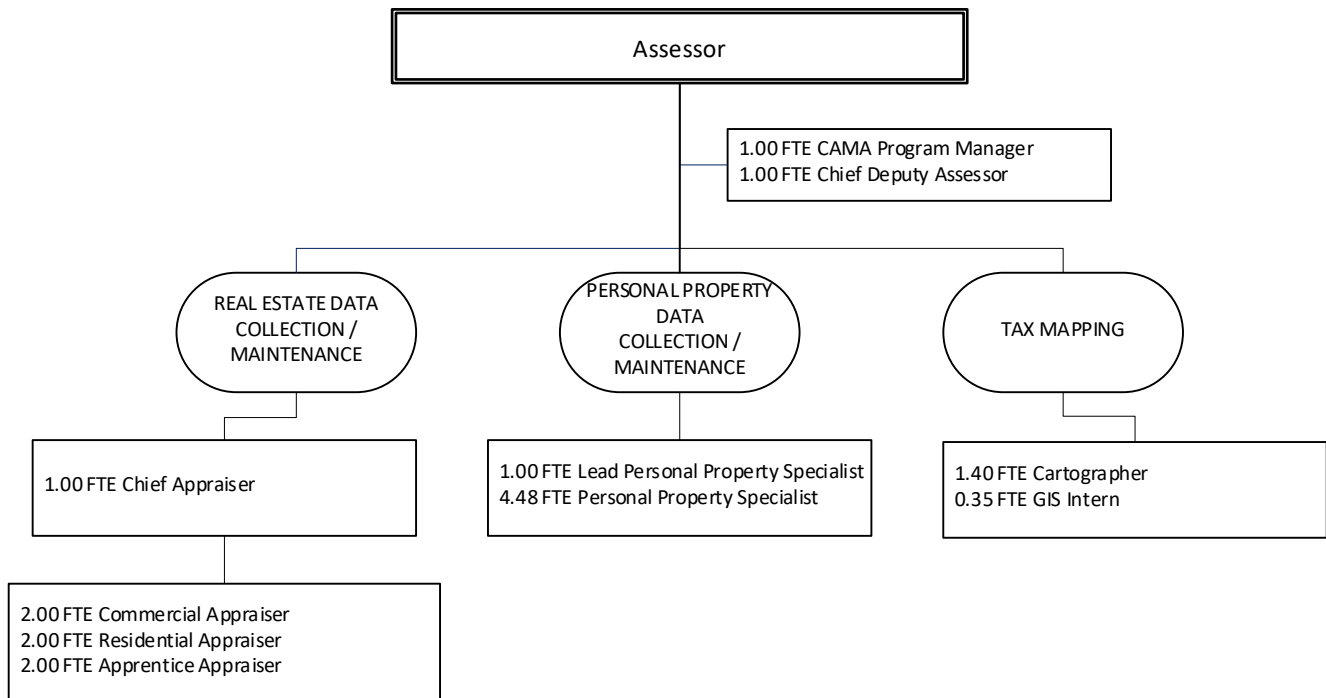 Assessor
1.00 FTE CAMA Program Manager
1.00 FTE Chief Deputy Assessor
REAL ESTATE DATA
COLLECTION /
MAINTENANCE
PERSONAL PROPERTY
DATA
COLLECTION /
MAINTENANCE
TAX MAPPING
1.00 FTE Chief Appraiser
1.00 FTE Lead Personal Property Specialist
4.48 FTE Personal Property Specialist
1.40 FTE Cartographer
0.35 FTE GIS Intern
2.00 FTE Commercial Appraiser
2.00 FTE Residential Appraiser
2.00 FTE Apprentice Appraiser